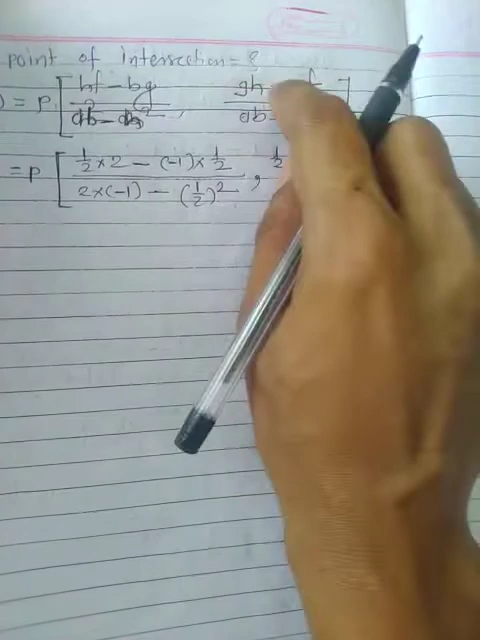 point of intersection = ?
) = P [ hf - bg / ab - h² , gh - f / ab
= P [ ½ × 2 - (-1) × ½ / 2 × (-1) - (½)² , ½